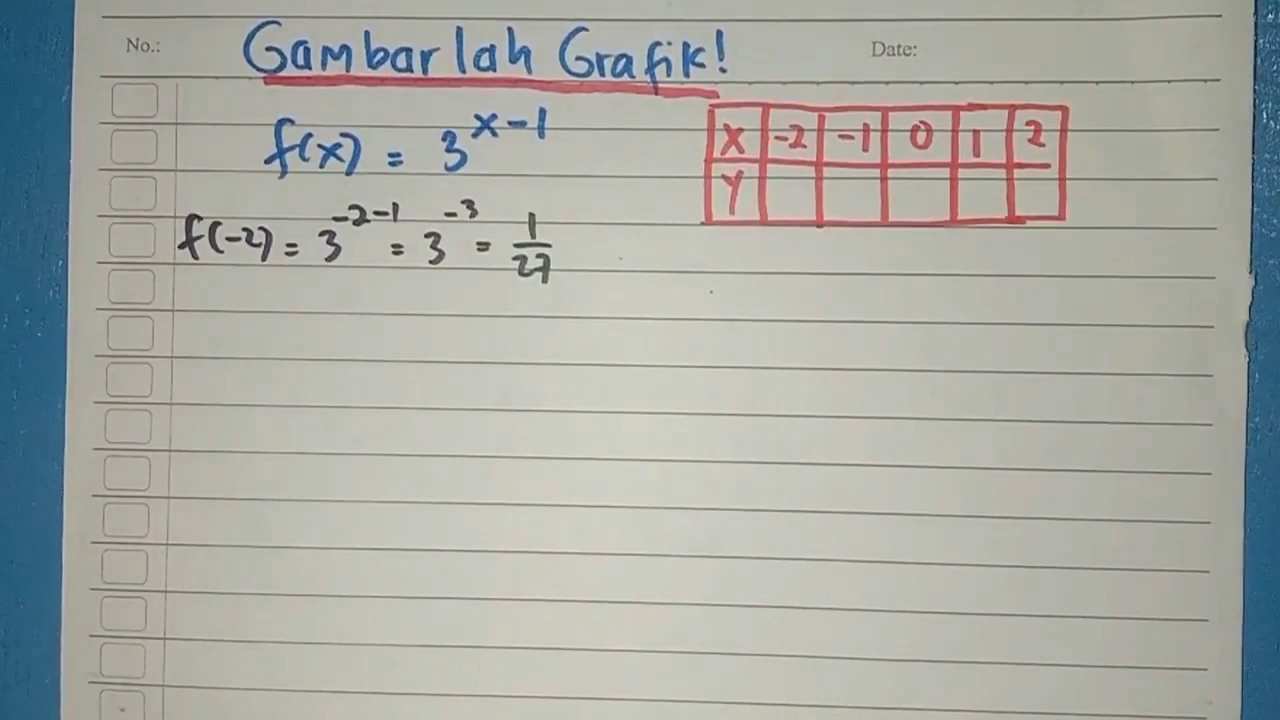 No.:
Gambarlah Grafik!
Date:
f(x) = 3^{x-1}
X -2 -1 0 1 2
Y
f(-2) = 3^{-2-1} = 3^{-3} = 1/27